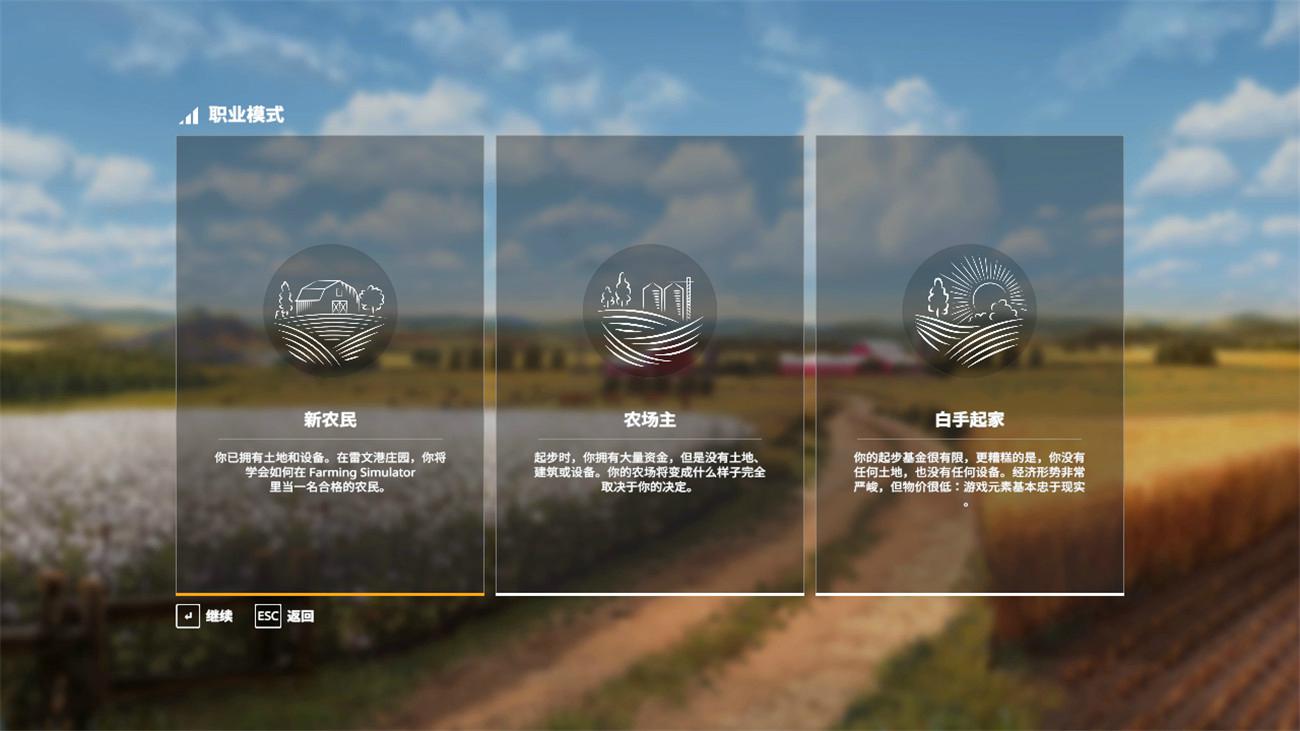 职业模式
新农民
你已拥有土地和设备。在雷文港庄园，你将
学会如何在 Farming Simulator
里当一名合格的农民。
农场主
起步时，你拥有大量资金，但是没有土地、
建筑或设备。你的农场将变成什么样子完全
取决于你的决定。
白手起家
你的起步基金很有限，更糟糕的是，你没有
任何土地，也没有任何设备。经济形势非常
严峻，但物价很低：游戏元素基本忠于现实
。
继续
ESC 返回